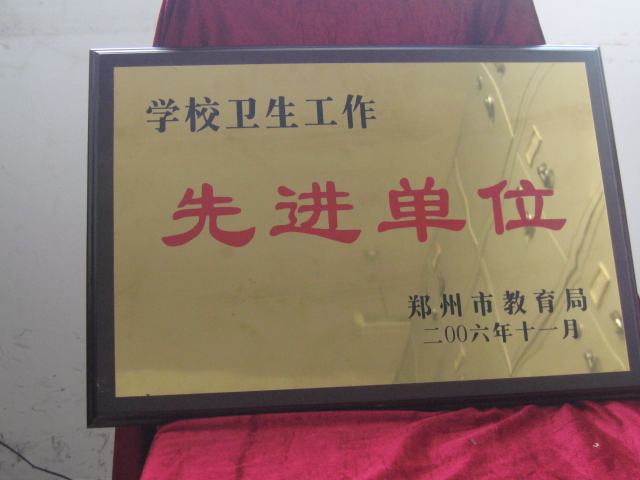 学校卫生工作
先进单位
郑州市教育局
二00六年十一月